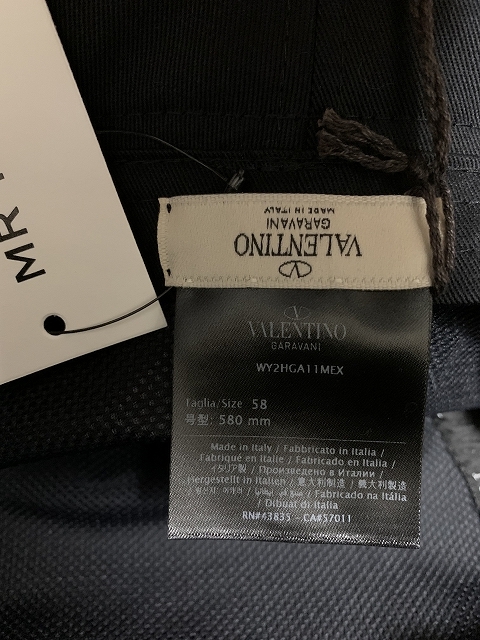 MR
VALENTINO
GARAVANI
MADE IN ITALY
VALENTINO
GARAVANI
WY2HGA11MEX
Taglia/Size 58
号型: 580 mm
Made in Italy / Fabbricato in Italia
/ Fabriqué en Italie / Fabricado en Italia
イタリア製 / Произведено в Италии /
Hergestellt in Italien / 意大利制造 / 義大利製造
/ Fabricado na Itália
Dibuat di Italia
RN#43835 - CA#57011